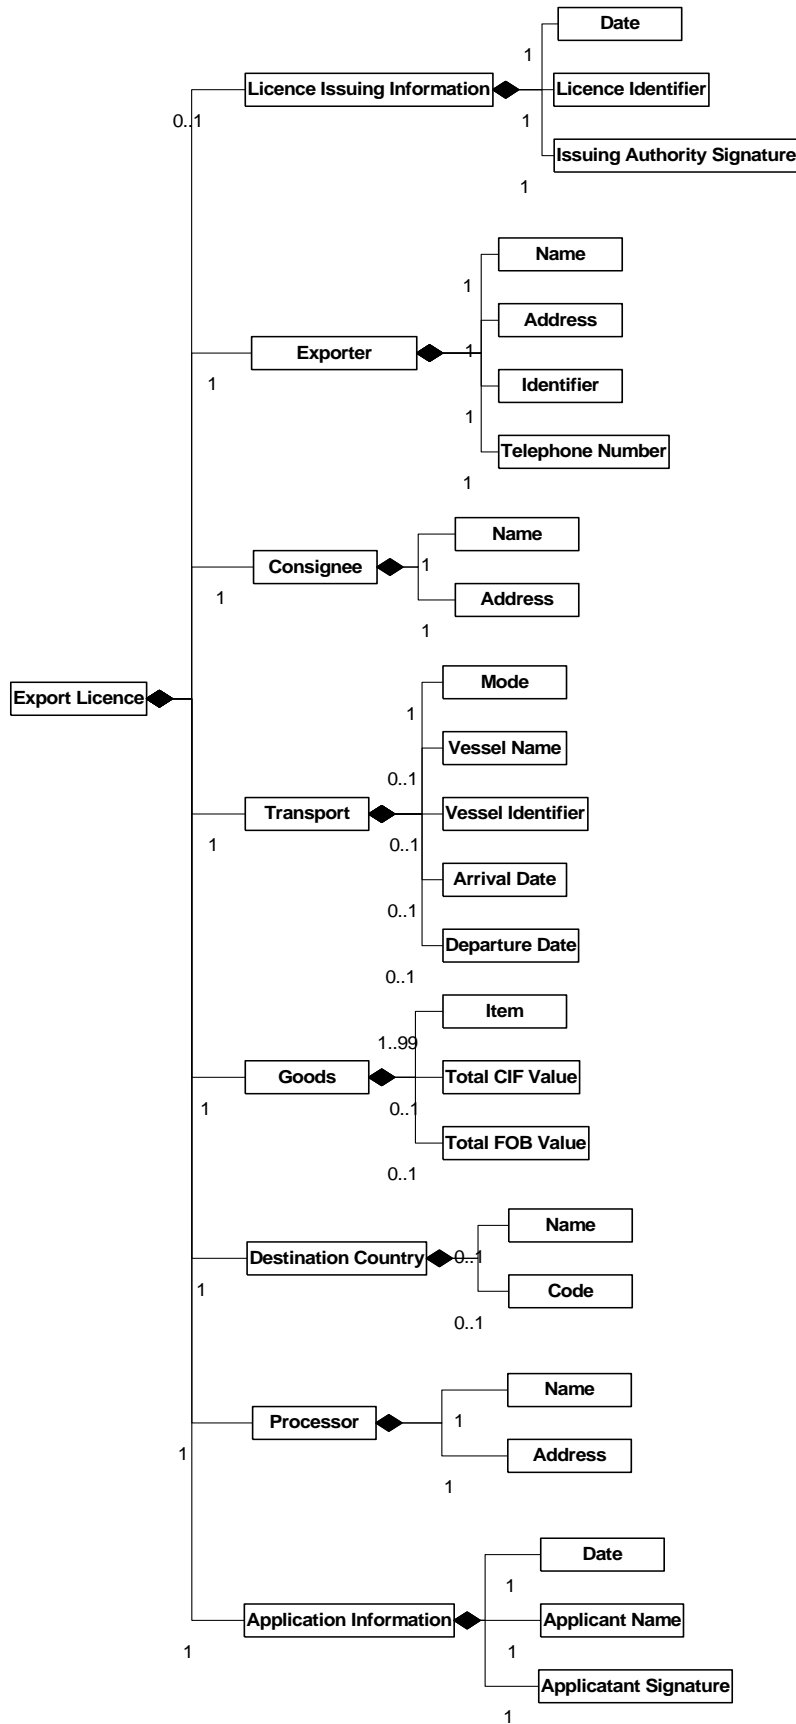 Date
1
Licence Issuing Information
Licence Identifier
0..1
1
Issuing Authority Signature
1
Name
1
Address
Exporter
1
1
Identifier
1
Telephone Number
1
Name
Consignee
1
1
Address
1
Export Licence
Mode
1
Vessel Name
0..1
Transport
Vessel Identifier
1
0..1
Arrival Date
0..1
Departure Date
0..1
Item
1..99
Goods
Total CIF Value
1
0..1
Total FOB Value
0..1
Name
Destination Country
0..1
1
Code
0..1
Name
Processor
1
1
Address
1
Date
1
Application Information
Applicant Name
1
1
Applicatant Signature
1